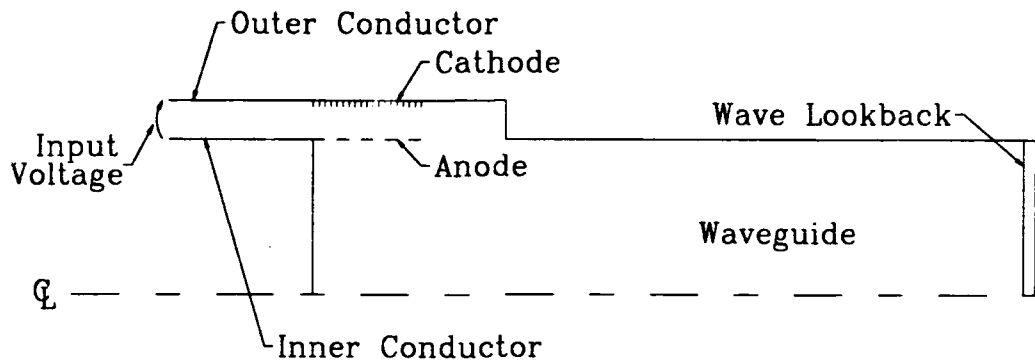 Outer Conductor
Cathode
Wave Lookback
Input
Voltage
Anode
Waveguide
℄
Inner Conductor